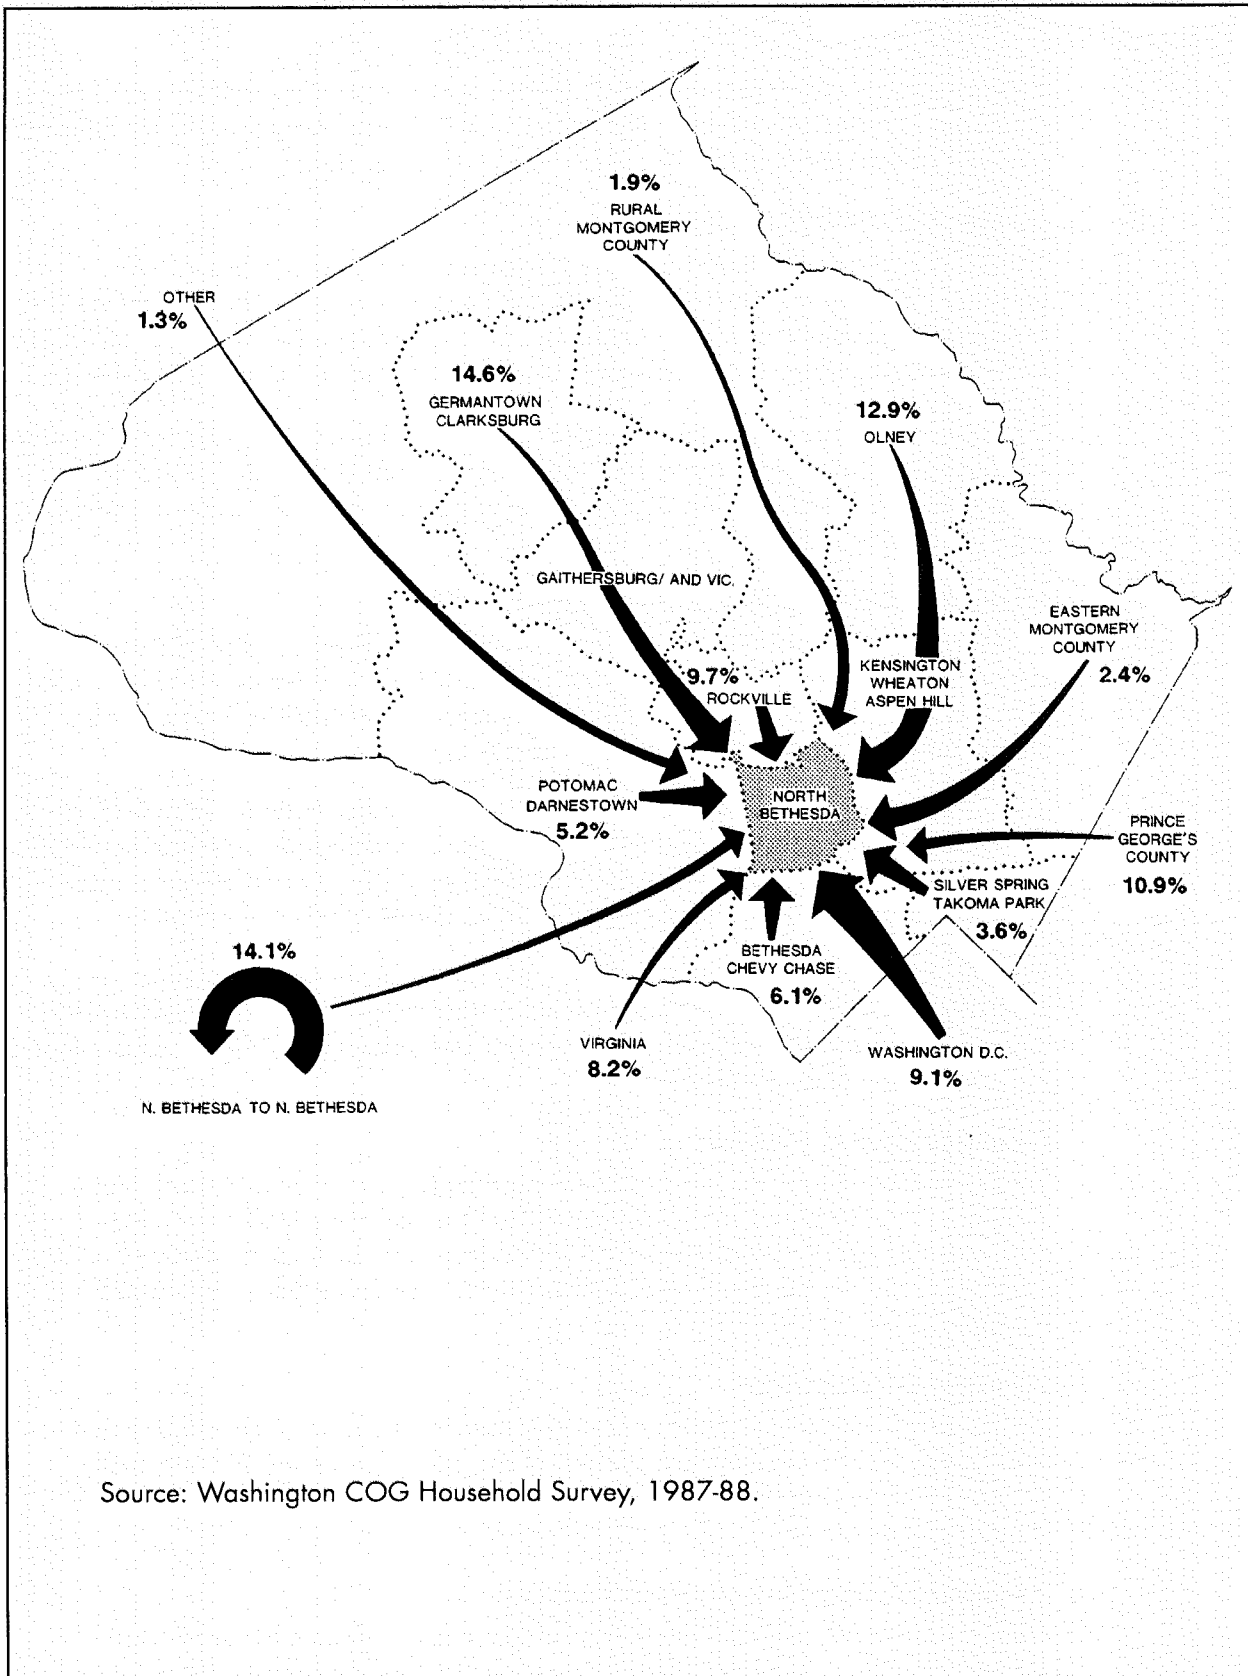 1.9%
RURAL
MONTGOMERY
COUNTY
OTHER
1.3%
14.6%
GERMANTOWN
CLARKSBURG
12.9%
OLNEY
GAITHERSBURG/ AND VIC.
EASTERN
MONTGOMERY
COUNTY
2.4%
9.7%
ROCKVILLE
KENSINGTON
WHEATON
ASPEN HILL
POTOMAC
DARNESTOWN
5.2%
NORTH
BETHESDA
PRINCE
GEORGE'S
COUNTY
10.9%
SILVER SPRING
TAKOMA PARK
3.6%
14.1%
BETHESDA
CHEVY CHASE
6.1%
VIRGINIA
8.2%
WASHINGTON D.C.
9.1%
N. BETHESDA TO N. BETHESDA
Source: Washington COG Household Survey, 1987-88.